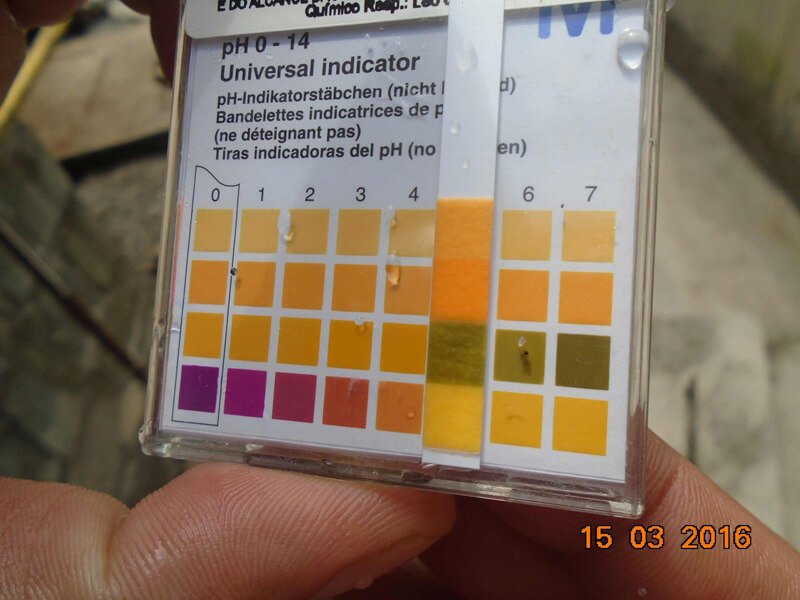 Químico Resp.: Leo
M
pH 0 - 14
Universal indicator
pH-Indikatorstäbchen (nicht
Bandelettes indicatrices de
(ne déteignant pas)
Tiras indicadoras del pH (no
0 1 2 3 4 6 7
15 03 2016